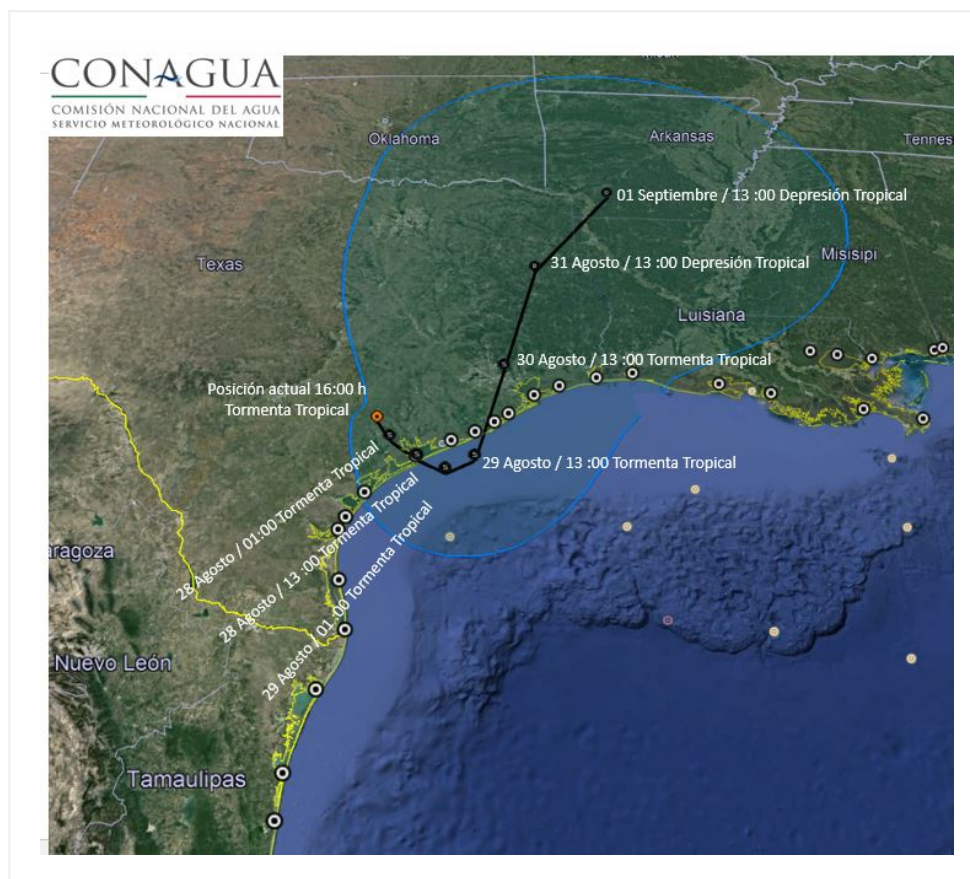 CONAGUA
COMISIÓN NACIONAL DEL AGUA
SERVICIO METEOROLÓGICO NACIONAL
Oklahoma
Arkansas
Tennes
01 Septiembre / 13 :00 Depresión Tropical
Texas
31 Agosto / 13 :00 Depresión Tropical
Misisipi
Luisiana
30 Agosto / 13 :00 Tormenta Tropical
Posición actual 16:00 h
Tormenta Tropical
29 Agosto / 13 :00 Tormenta Tropical
28 Agosto / 01:00 Tormenta Tropical
28 Agosto / 13 :00 Tormenta Tropical
29 Agosto / 01 :00 Tormenta Tropical
aragoza
Nuevo León
Tamaulipas